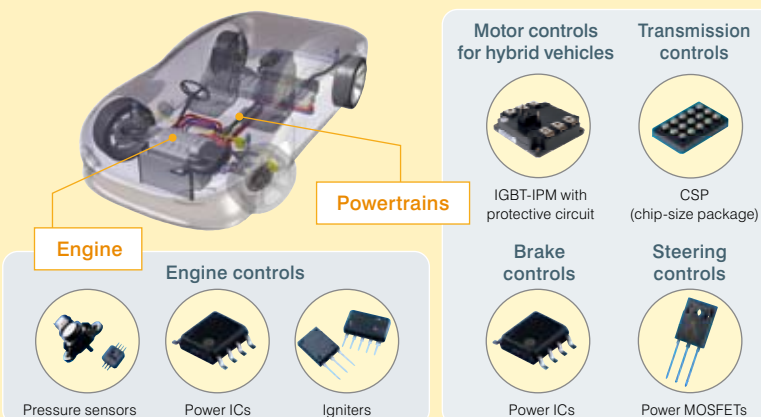 Motor controls
for hybrid vehicles
IGBT-IPM with
protective circuit
Transmission
controls
CSP
(chip-size package)
Powertrains
Engine
Engine controls
Pressure sensors
Power ICs
Igniters
Brake
controls
Power ICs
Steering
controls
Power MOSFETs